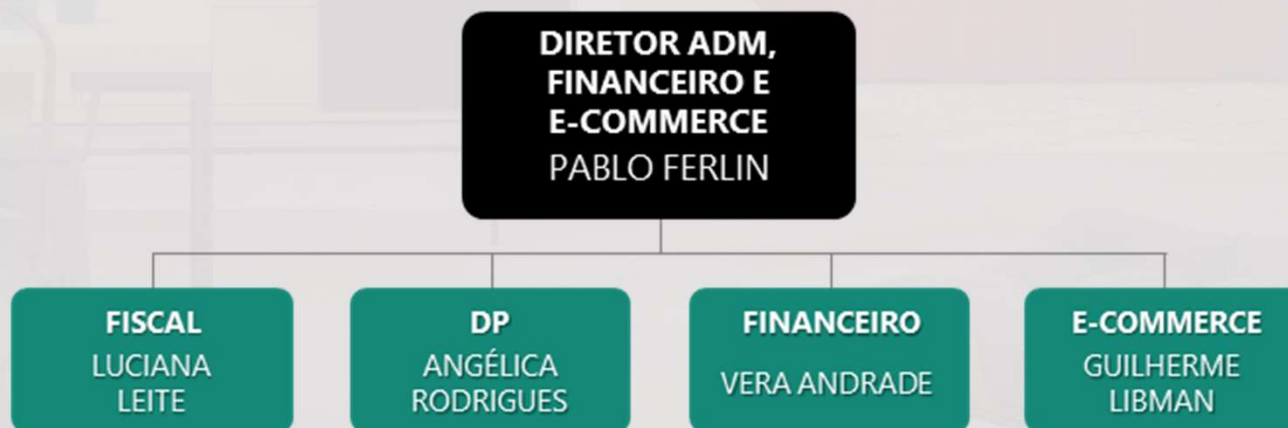 DIRETOR ADM,
FINANCEIRO E
E-COMMERCE
PABLO FERLIN
FISCAL
LUCIANA
LEITE
DP
ANGÉLICA
RODRIGUES
FINANCEIRO
VERA ANDRADE
E-COMMERCE
GUILHERME
LIBMAN